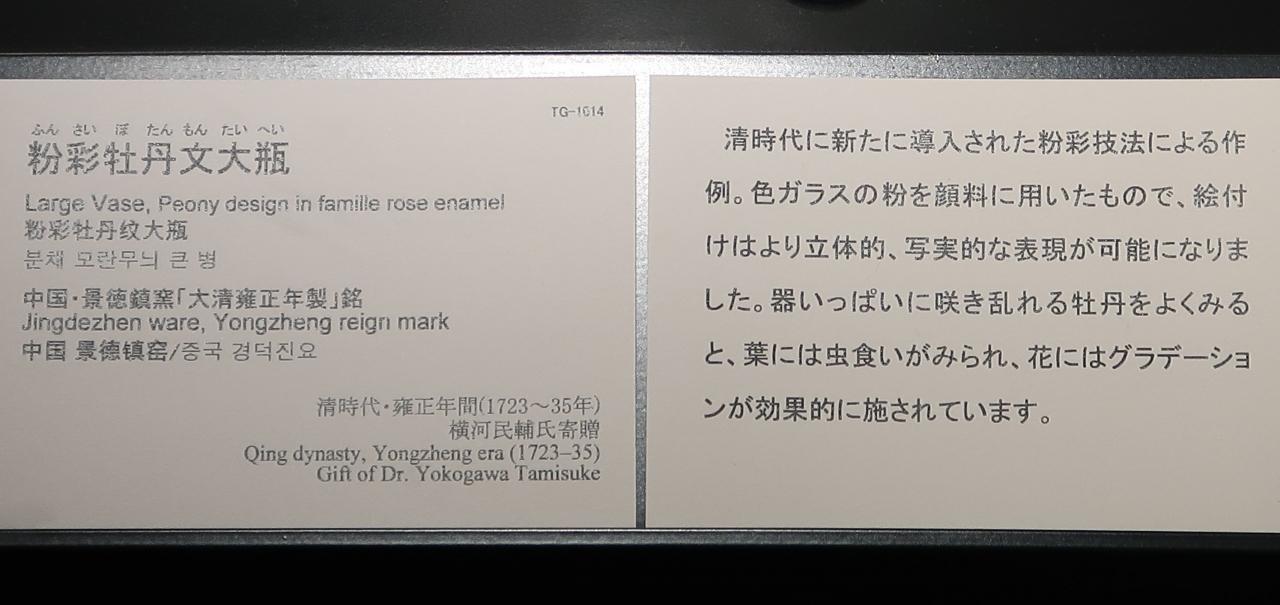 TG-1014
ふん さい ぼ たん もん たい へい
粉彩牡丹文大瓶
Large Vase, Peony design in famille rose enamel
粉彩牡丹纹大瓶
분채 모란무늬 큰 병
中国・景徳鎮窯「大清雍正年製」銘
Jingdezhen ware, Yongzheng reign mark
中国 景德镇窑/중국 경덕진요
清時代・雍正年間(1723〜35年)
横河民輔氏寄贈
Qing dynasty, Yongzheng era (1723–35)
Gift of Dr. Yokogawa Tamisuke
清時代に新たに導入された粉彩技法による作
例。色ガラスの粉を顔料に用いたもので、絵付
けはより立体的、写実的な表現が可能になりま
した。器いっぱいに咲き乱れる牡丹をよくみる
と、葉には虫食いがみられ、花にはグラデーショ
ンが効果的に施されています。